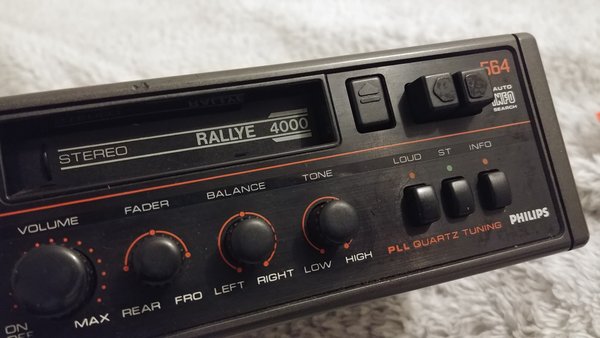 564
AUTO
INFO
SEARCH
STEREO RALLYE 4000
LOUD ST INFO
VOLUME FADER BALANCE TONE
ON
OFF
MAX REAR FRO LEFT RIGHT LOW HIGH
PLL QUARTZ TUNING
PHILIPS